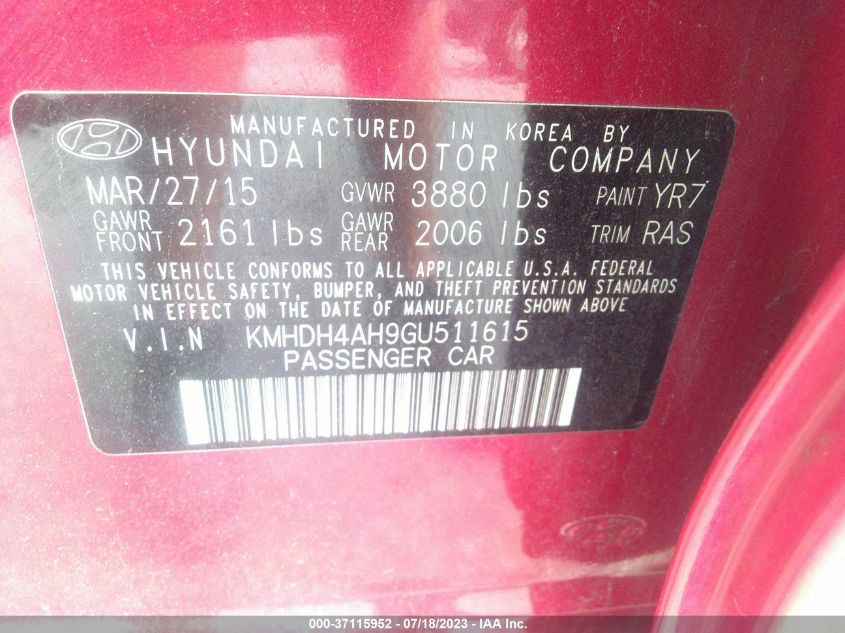 MANUFACTURED IN KOREA BY
HYUNDAI MOTOR COMPANY
MAR/27/15 GVWR 3880 lbs PAINT YR7
GAWR FRONT 2161 lbs GAWR REAR 2006 lbs TRIM RAS
THIS VEHICLE CONFORMS TO ALL APPLICABLE U.S.A. FEDERAL
MOTOR VEHICLE SAFETY, BUMPER, AND THEFT PREVENTION STANDARDS
IN EFFECT ON THE DATE OF MANUFACTURE SHOWN ABOVE
V.I.N KMHDH4AH9GU511615
PASSENGER CAR
000-37115952 - 07/18/2023 - IAA Inc.